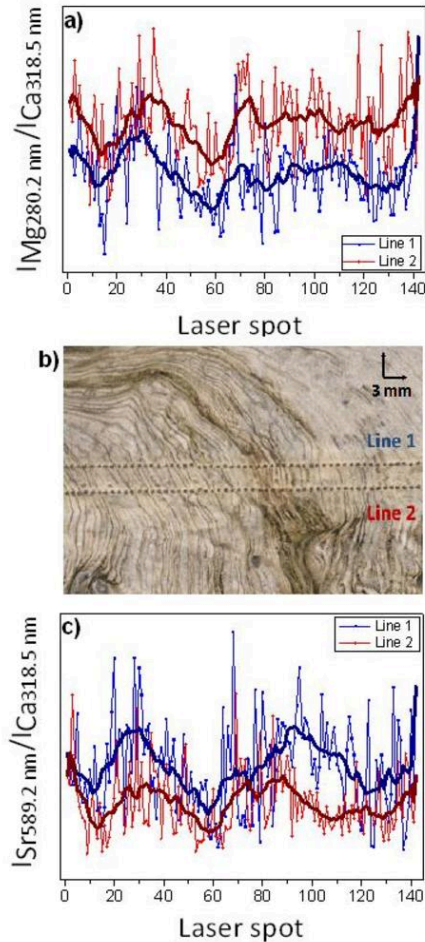 a)
IMg280.2 nm/ICa318.5 nm
Line 1
Line 2
0 20 40 60 80 100 120 140
Laser spot
b)
3 mm
Line 1
Line 2
c)
ISr589.2 nm/ICa318.5 nm
Line 1
Line 2
0 20 40 60 80 100 120 140
Laser spot